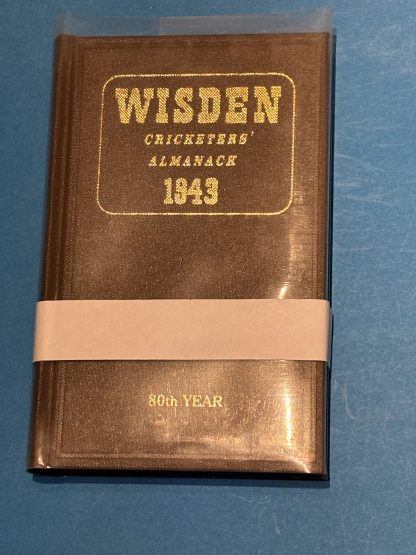 WISDEN
CRICKETERS'
ALMANACK
1943
80th YEAR